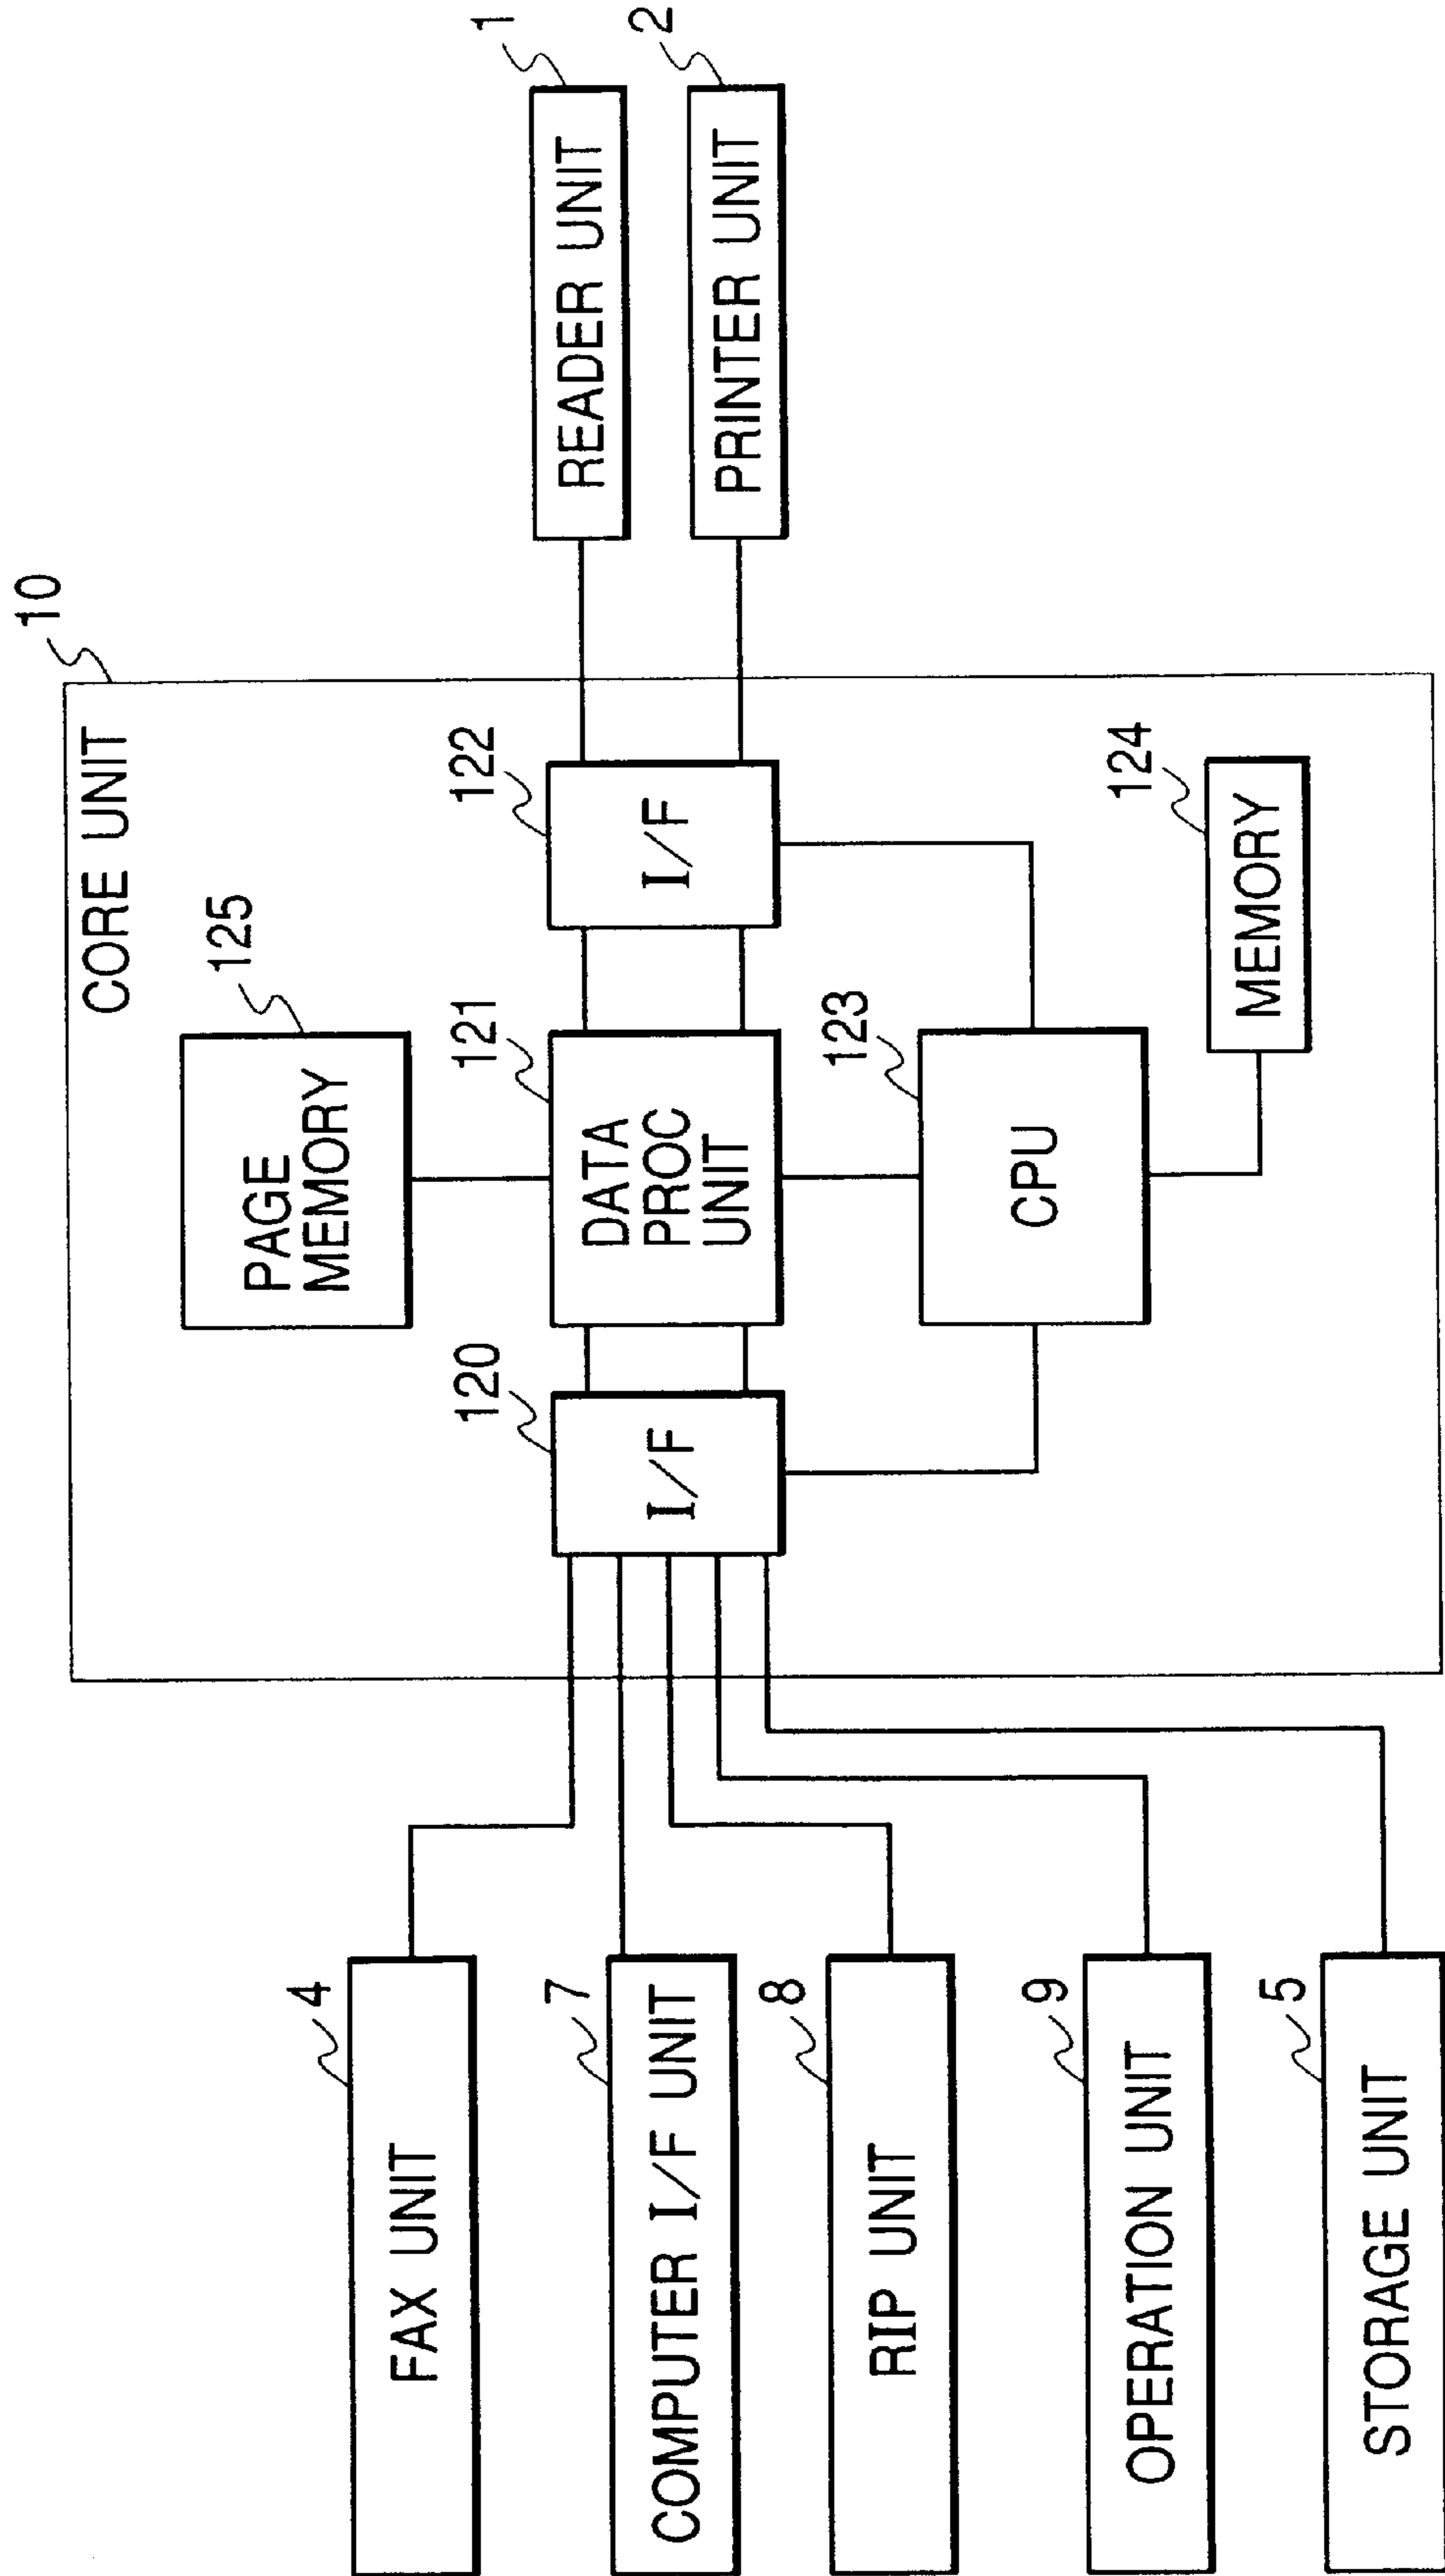 10
CORE UNIT
125
PAGE
MEMORY
4
FAX UNIT
120
I/F
121
DATA
PROC
UNIT
122
I/F
1
READER UNIT
7
COMPUTER I/F UNIT
2
PRINTER UNIT
8
RIP UNIT
123
CPU
9
OPERATION UNIT
124
MEMORY
5
STORAGE UNIT